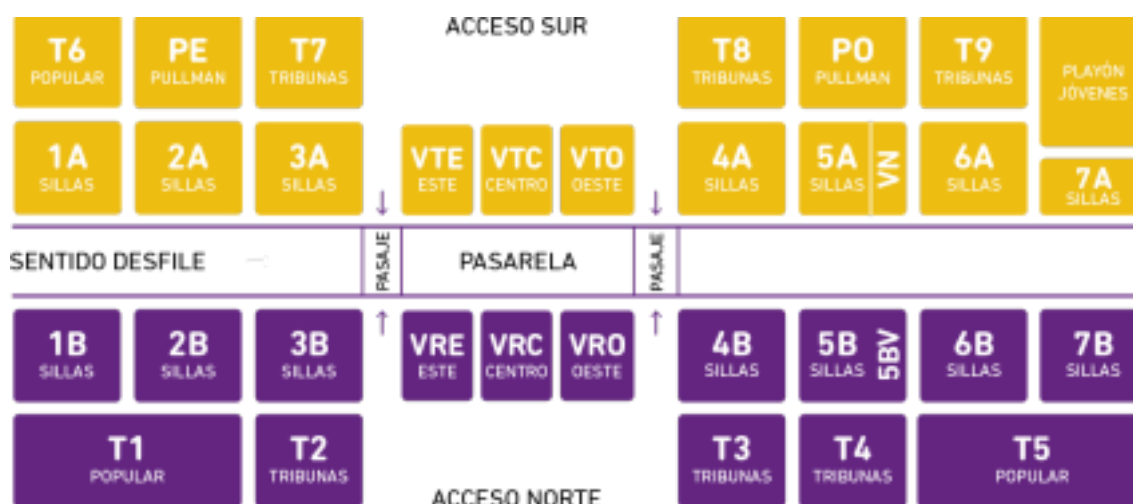 ACCESO SUR
T6
POPULAR
PE
PULLMAN
T7
TRIBUNAS
T8
TRIBUNAS
PO
PULLMAN
T9
TRIBUNAS
PLAYÓN
JÓVENES
1A
SILLAS
2A
SILLAS
3A
SILLAS
VTE
ESTE
VTC
CENTRO
VTO
OESTE
4A
SILLAS
5A
SILLAS
VN
6A
SILLAS
7A
SILLAS
SENTIDO DESFILE
PASAJE
PASARELA
PASAJE
1B
SILLAS
2B
SILLAS
3B
SILLAS
VRE
ESTE
VRC
CENTRO
VRO
OESTE
4B
SILLAS
5B
SILLAS
5BV
6B
SILLAS
7B
SILLAS
T1
POPULAR
T2
TRIBUNAS
T3
TRIBUNAS
T4
TRIBUNAS
T5
POPULAR
ACCESO NORTE